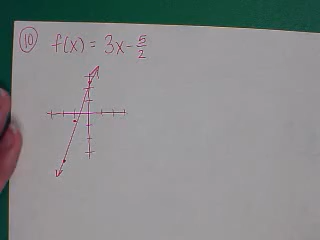 10 f(x) = 3x - 5/2